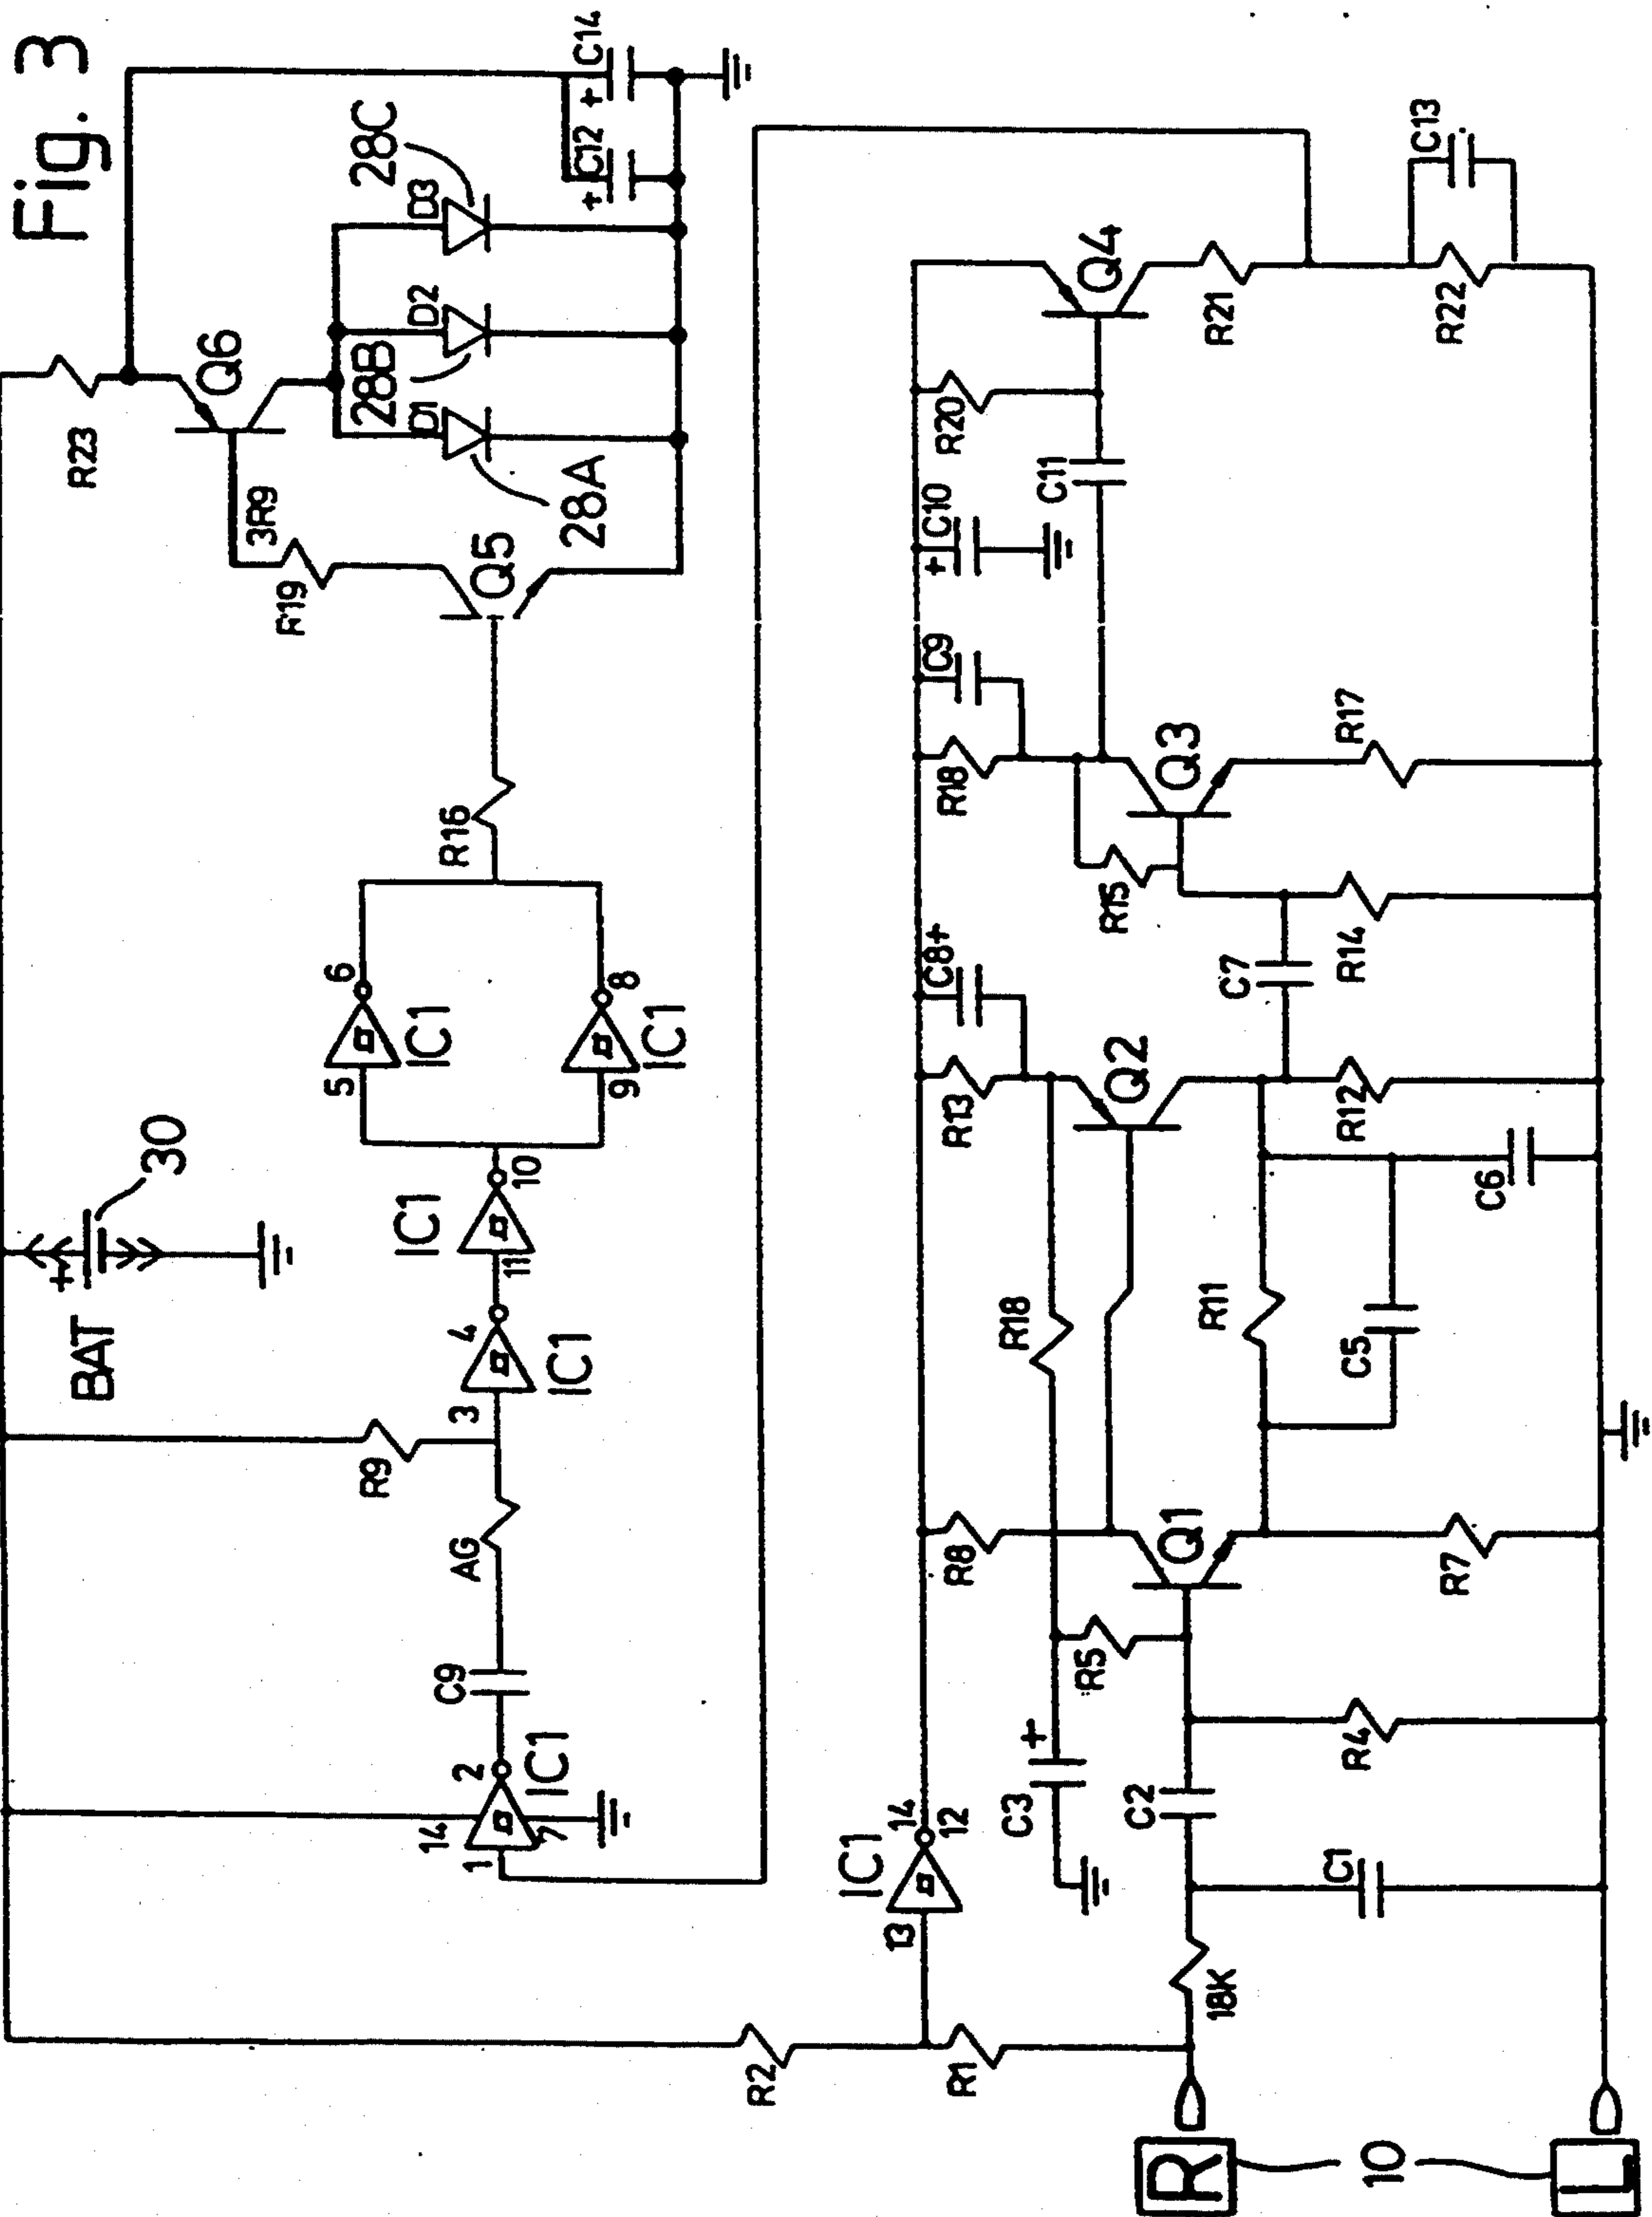 Fig. 3
BAT
30
R23
Q6
C14
+
+
C12
28C
D3
D2
28B
D1
28A
3R9
R19
Q5
R16
6
5
IC1
8
9
IC1
IC1
10
11
4
3
IC1
R9
AG
C9
2
14
1
7
IC1
R2
R1
IC1
14
12
13
R8
R13
C8+
R18
C9
C10
+
R20
C11
Q4
R21
R22
C13
Q3
R15
R17
R14
C7
Q2
R12
C6
R18
R11
C5
Q1
R7
R5
C3
+
C2
R4
C1
18K
R
10
L